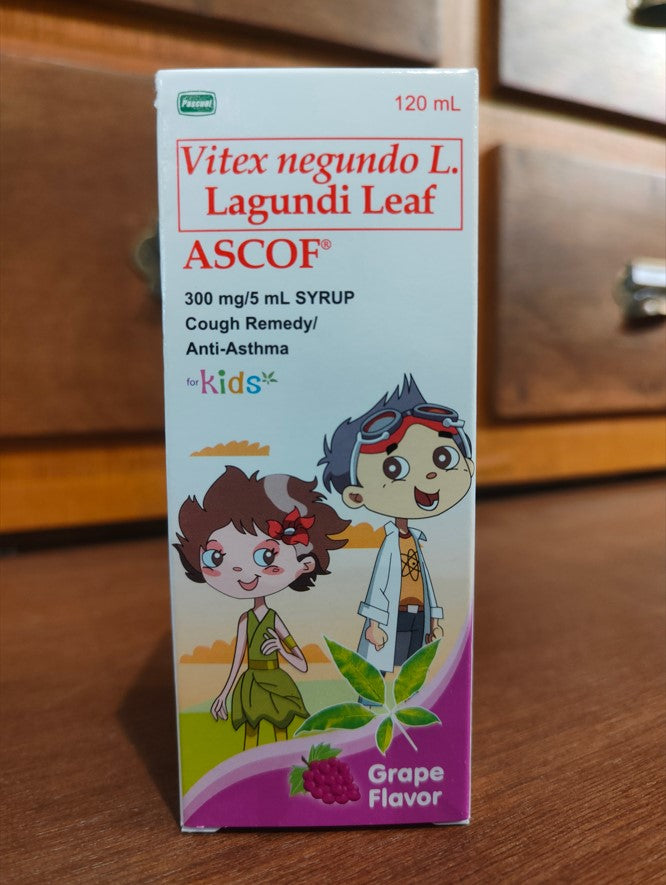 Pascual
120 mL
Vitex negundo L.
Lagundi Leaf
ASCOF®
300 mg/5 mL SYRUP
Cough Remedy/
Anti-Asthma
for kids
Grape
Flavor